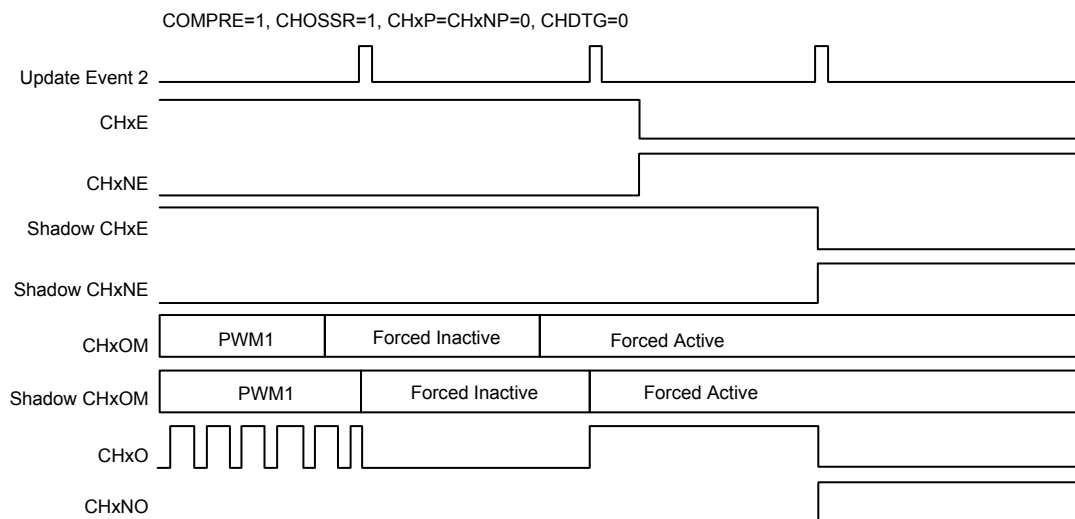 COMPRE=1, CHOSSR=1, CHxP=CHxNP=0, CHDTG=0
Update Event 2
CHxE
CHxNE
Shadow CHxE
Shadow CHxNE
CHxOM PWM1 Forced Inactive Forced Active
Shadow CHxOM PWM1 Forced Inactive Forced Active
CHxO
CHxNO